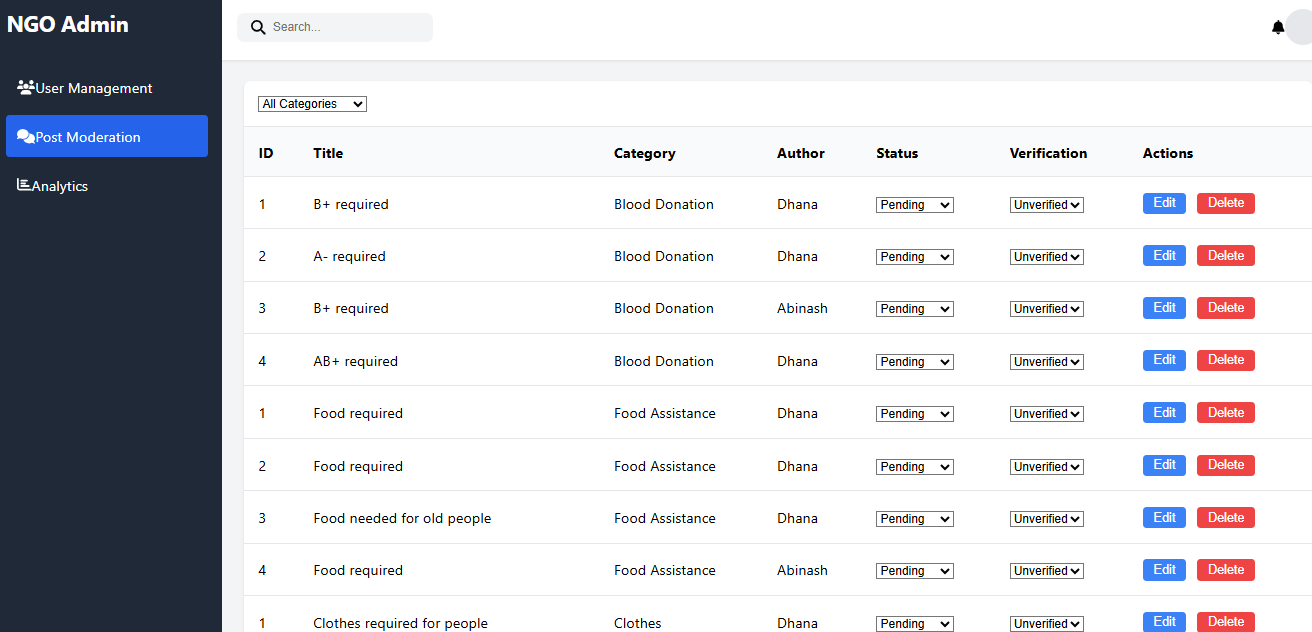 NGO Admin
Search...
User Management
Post Moderation
Analytics
All Categories
ID Title Category Author Status Verification Actions
1 B+ required Blood Donation Dhana Pending Unverified Edit Delete
2 A- required Blood Donation Dhana Pending Unverified Edit Delete
3 B+ required Blood Donation Abinash Pending Unverified Edit Delete
4 AB+ required Blood Donation Dhana Pending Unverified Edit Delete
1 Food required Food Assistance Dhana Pending Unverified Edit Delete
2 Food required Food Assistance Dhana Pending Unverified Edit Delete
3 Food needed for old people Food Assistance Dhana Pending Unverified Edit Delete
4 Food required Food Assistance Abinash Pending Unverified Edit Delete
1 Clothes required for people Clothes Dhana Pending Unverified Edit Delete